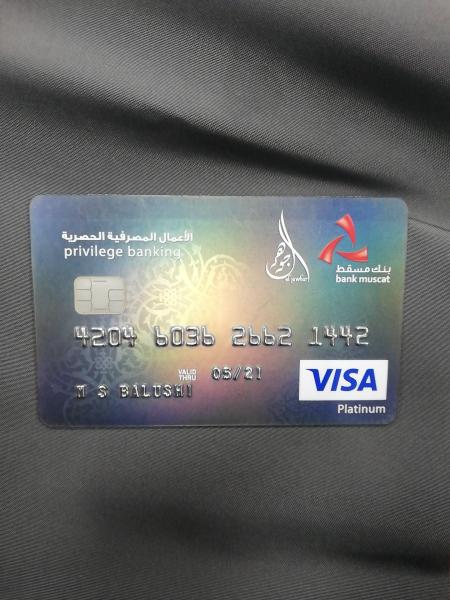 الأعمال المصرفية الحصرية
privilege banking
الجوهر
al jawhar
بنك مسقط
bank muscat
4204 6036 2662 1442
VALID
THRU 05/21
M S BALUSHI
VISA
Platinum